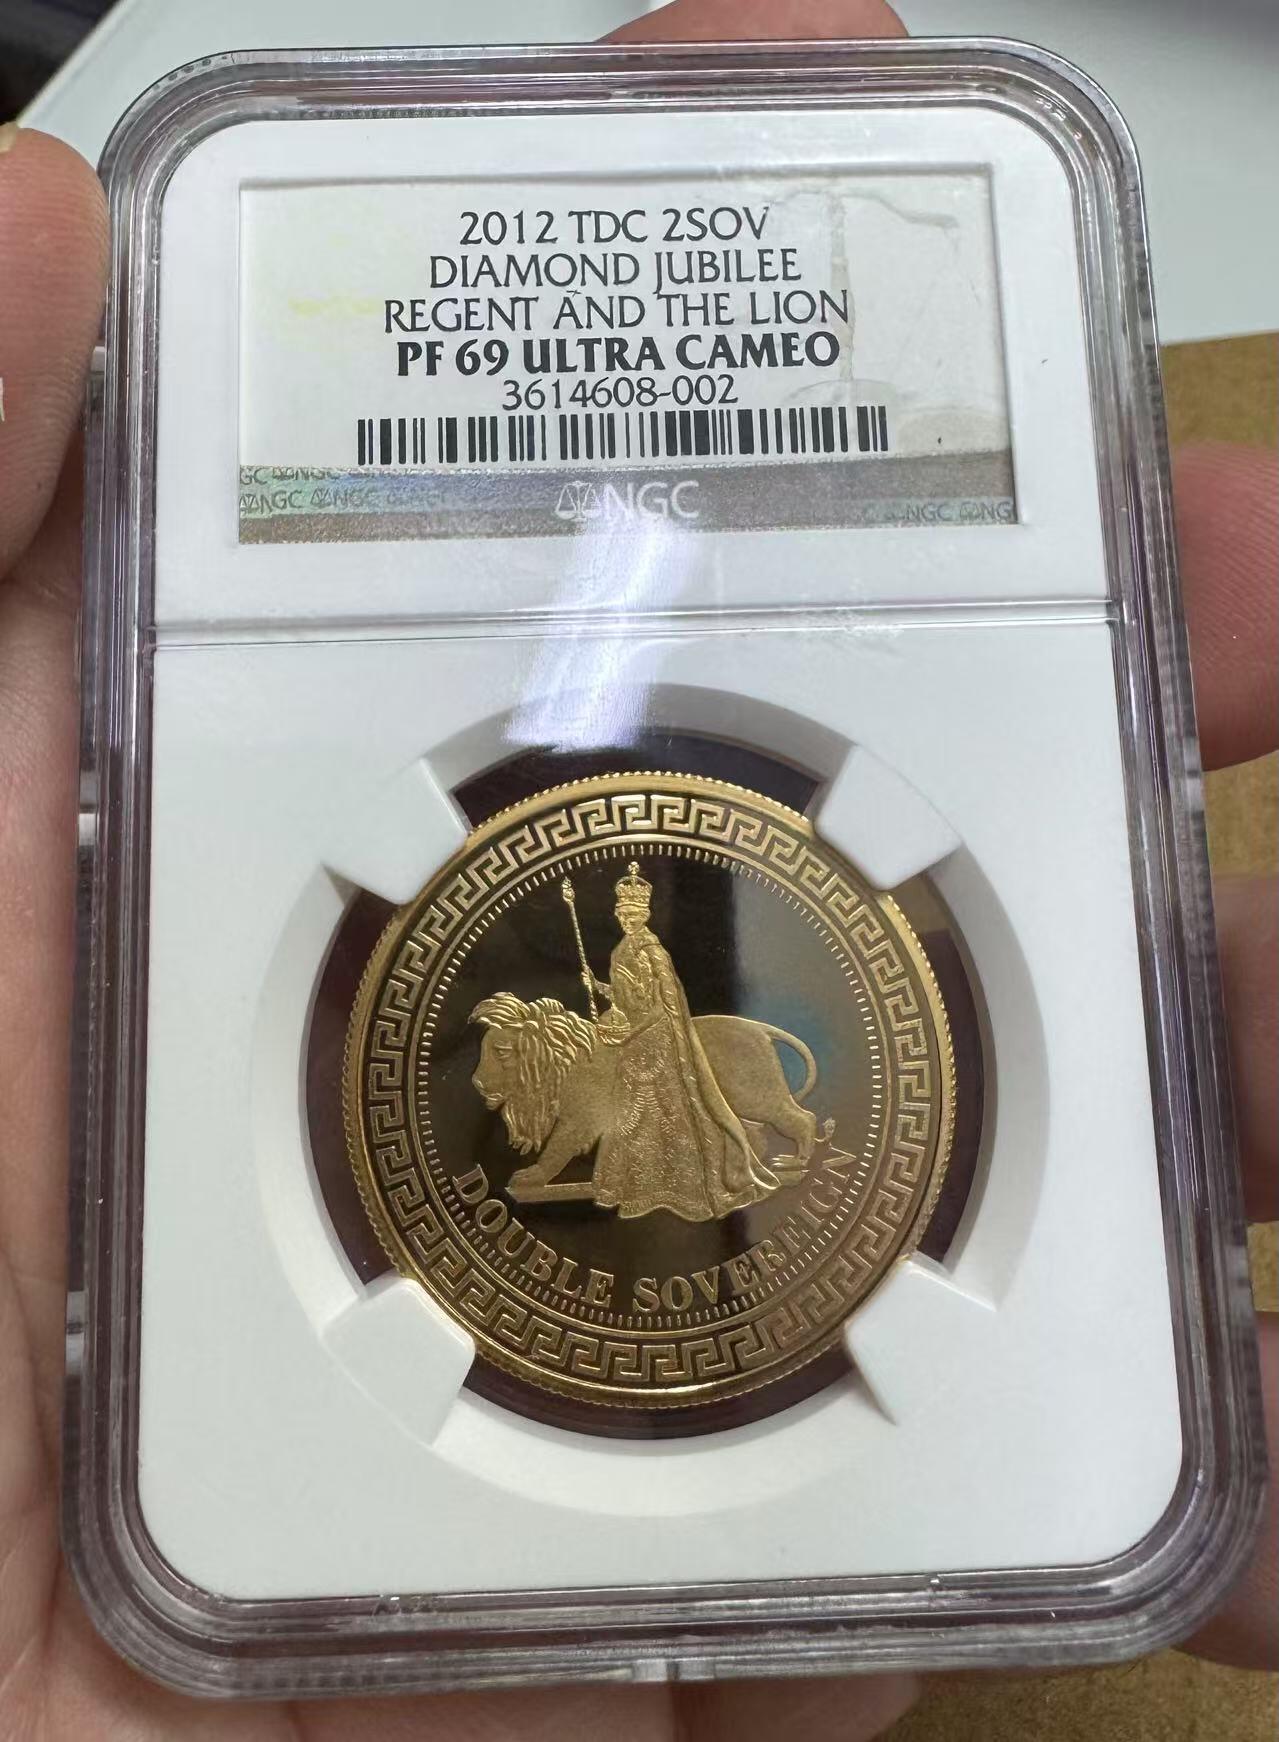 2012 TDC 2SOV
DIAMOND JUBILEE
REGENT AND THE LION
PF 69 ULTRA CAMEO
3614608-002
NGC
DOUBLE SOVEREIGN